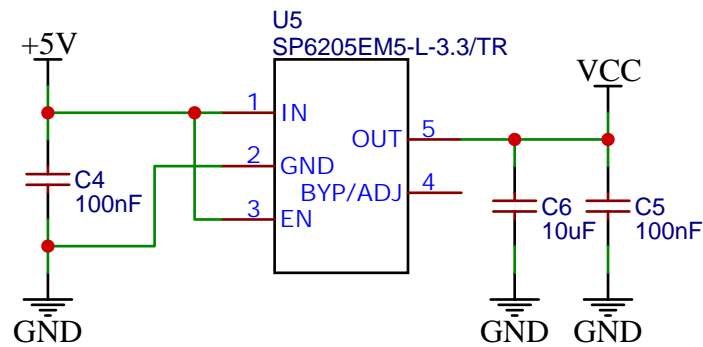 U5
SP6205EM5-L-3.3/TR
+5V
VCC
1
IN
OUT
5
2
GND
BYP/ADJ
4
3
EN
C4
100nF
C6
10uF
C5
100nF
GND
GND
GND